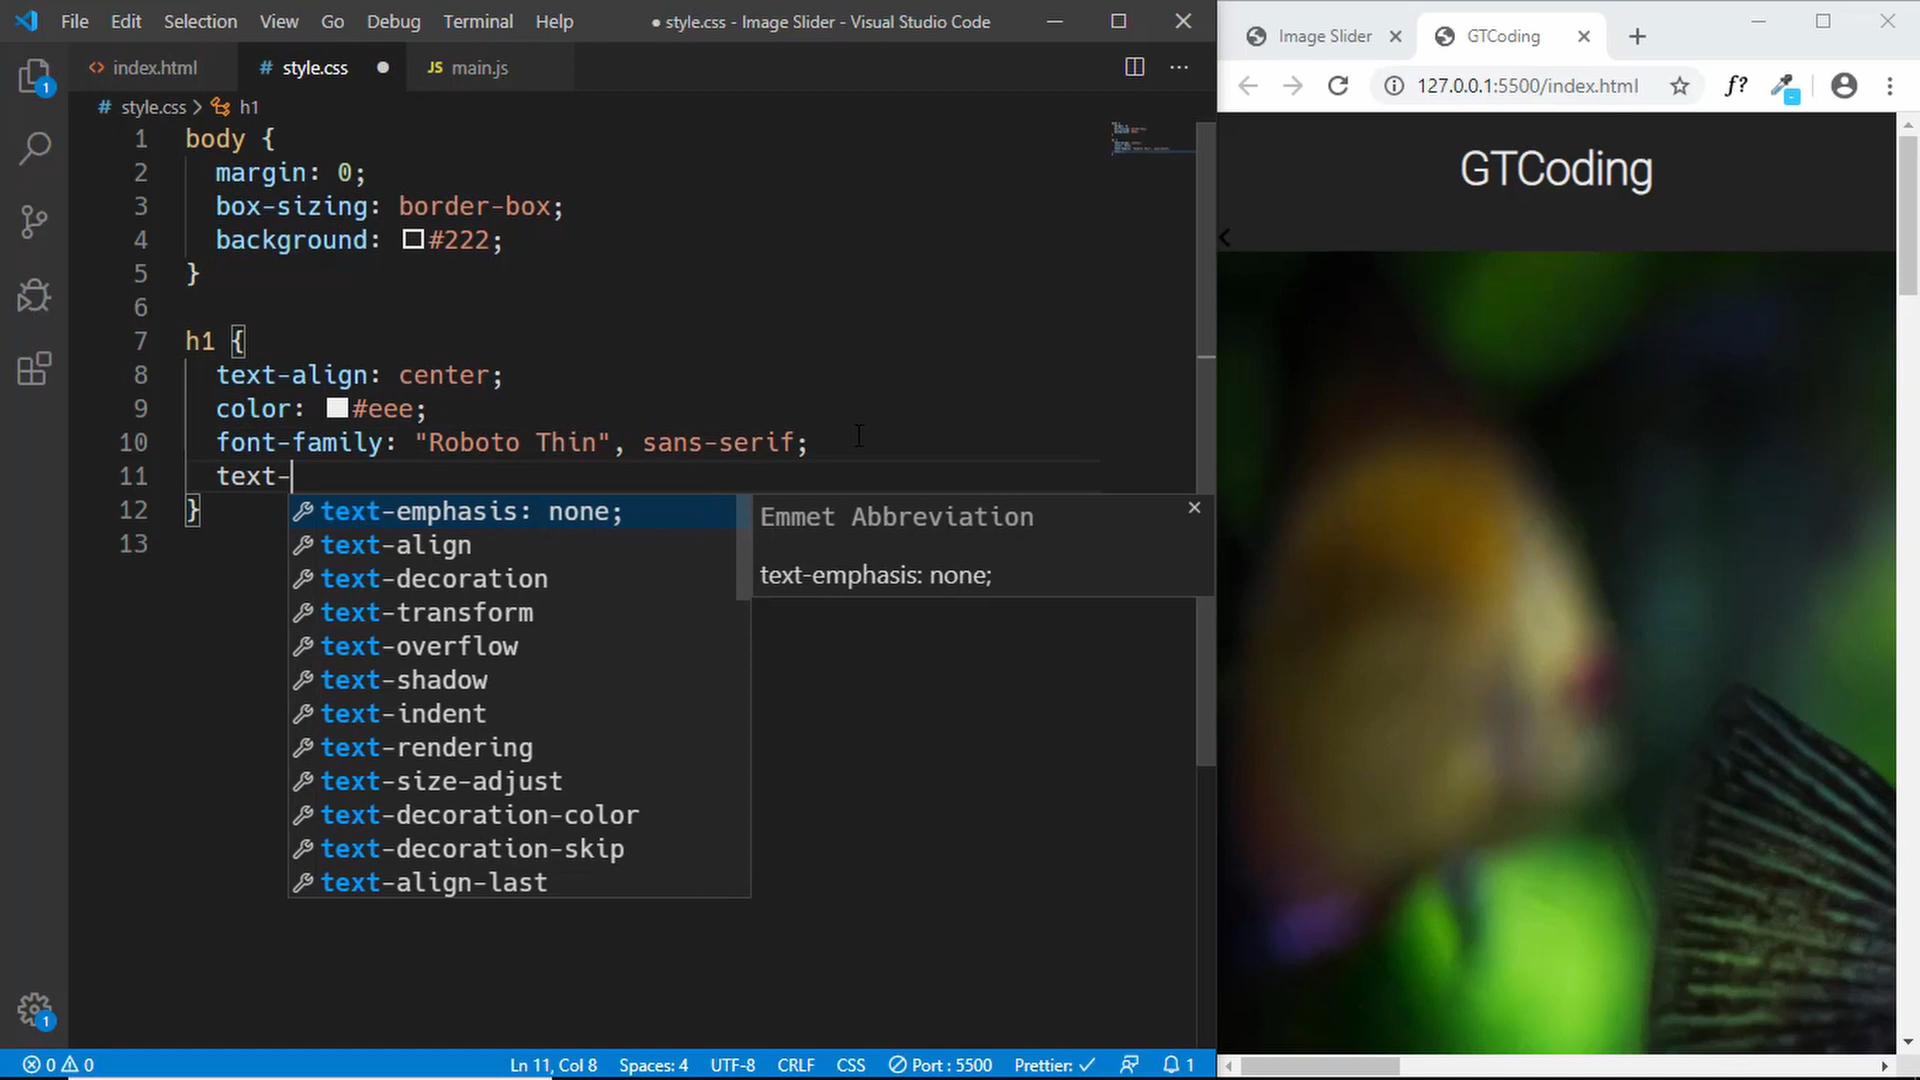 File Edit Selection View Go Debug Terminal Help
● style.css - Image Slider - Visual Studio Code
<> index.html
# style.css ●
JS main.js
# style.css > h1
1 body {
2 margin: 0;
3 box-sizing: border-box;
4 background: #222;
5 }
6
7 h1 {
8 text-align: center;
9 color: #eee;
10 font-family: "Roboto Thin", sans-serif;
11 text-
12 }
13
text-emphasis: none;
text-align
text-decoration
text-transform
text-overflow
text-shadow
text-indent
text-rendering
text-size-adjust
text-decoration-color
text-decoration-skip
text-align-last
Emmet Abbreviation
text-emphasis: none;
1
1
0 0
Ln 11, Col 8 Spaces: 4 UTF-8 CRLF CSS Port : 5500 Prettier: ✓ 1
Image Slider
GTCoding
127.0.0.1:5500/index.html
f?
GTCoding